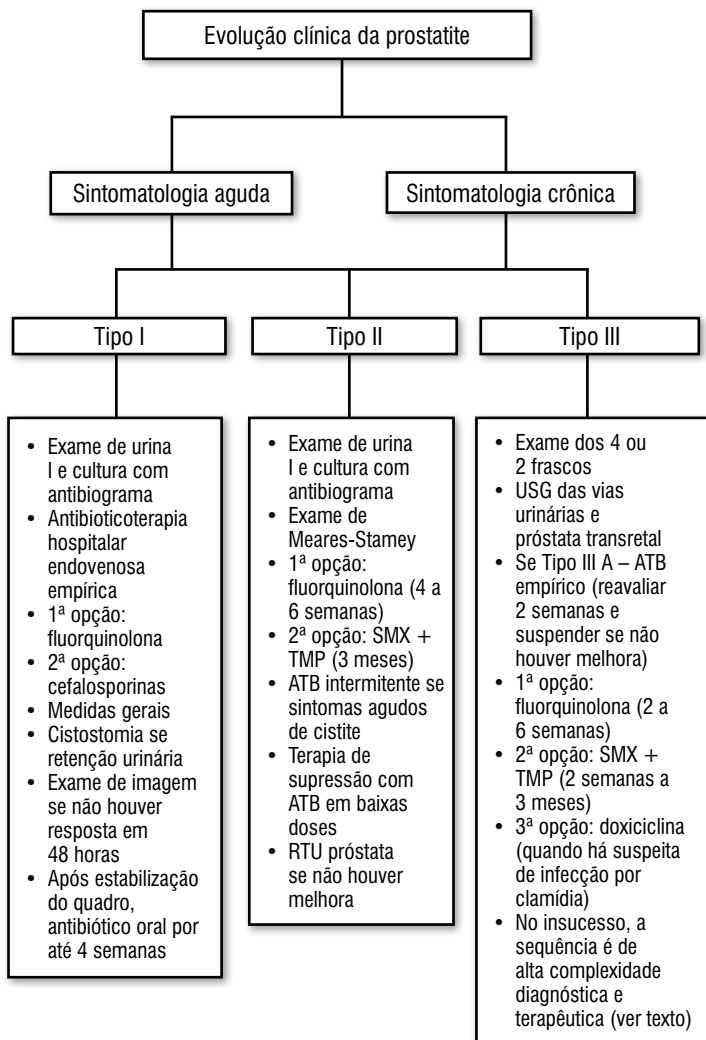 Evolução clínica da prostatite
Sintomatologia aguda
Sintomatologia crônica
Tipo I
Tipo II
Tipo III
• Exame de urina
I e cultura com
antibiograma
• Antibioticoterapia
hospitalar
endovenosa
empírica
• 1ª opção:
fluorquinolona
• 2ª opção:
cefalosporinas
• Medidas gerais
• Cistostomia se
retenção urinária
• Exame de imagem
se não houver
resposta em
48 horas
• Após estabilização
do quadro,
antibiótico oral por
até 4 semanas
• Exame de urina
I e cultura com
antibiograma
• Exame de
Meares-Stamey
• 1ª opção:
fluorquinolona (4 a
6 semanas)
• 2ª opção: SMX +
TMP (3 meses)
• ATB intermitente se
sintomas agudos
de cistite
• Terapia de
supressão com
ATB em baixas
doses
• RTU próstata
se não houver
melhora
• Exame dos 4 ou
2 frascos
• USG das vias
urinárias e
próstata transretal
• Se Tipo III A – ATB
empírico (reavaliar
2 semanas e
suspender se não
houver melhora)
• 1ª opção:
fluorquinolona (2 a
6 semanas)
• 2ª opção: SMX +
TMP (2 semanas a
3 meses)
• 3ª opção: doxiciclina
(quando há suspeita
de infecção por
clamídia)
• No insucesso, a
sequência é de
alta complexidade
diagnóstica e
terapêutica (ver texto)